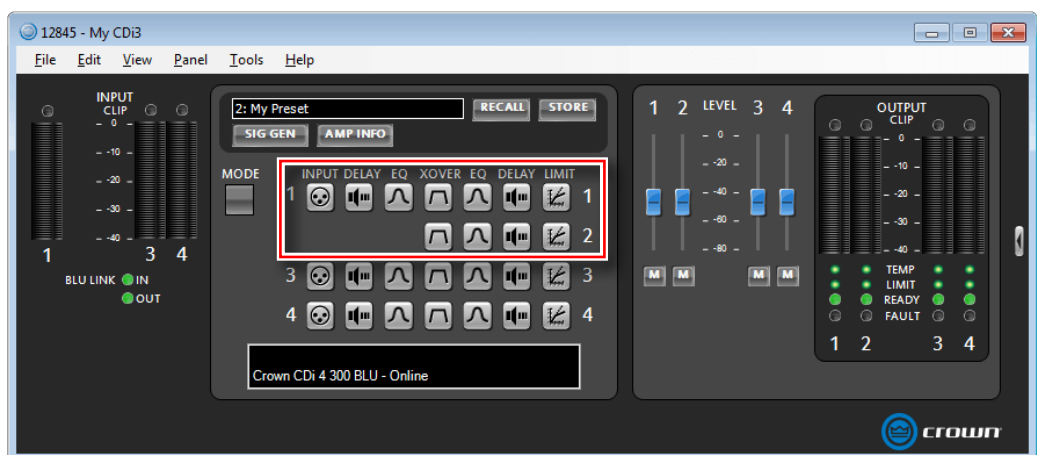 12845 - My CDi3
File Edit View Panel Tools Help
INPUT
CLIP
- 0 -
- -10 -
- -20 -
- -30 -
- -40 -
1 3 4
BLU LINK IN
OUT
2: My Preset RECALL STORE
SIG GEN AMP INFO
MODE
INPUT DELAY EQ XOVER EQ DELAY LIMIT
1 1
2
3 3
4 4
Crown CDi 4 300 BLU - Online
1 2 LEVEL 3 4
- 0 -
- -20 -
- -40 -
- -60 -
- -80 -
M M M M
OUTPUT
CLIP
- 0 -
- -10 -
- -20 -
- -30 -
- -40 -
TEMP
LIMIT
READY
FAULT
1 2 3 4
crown